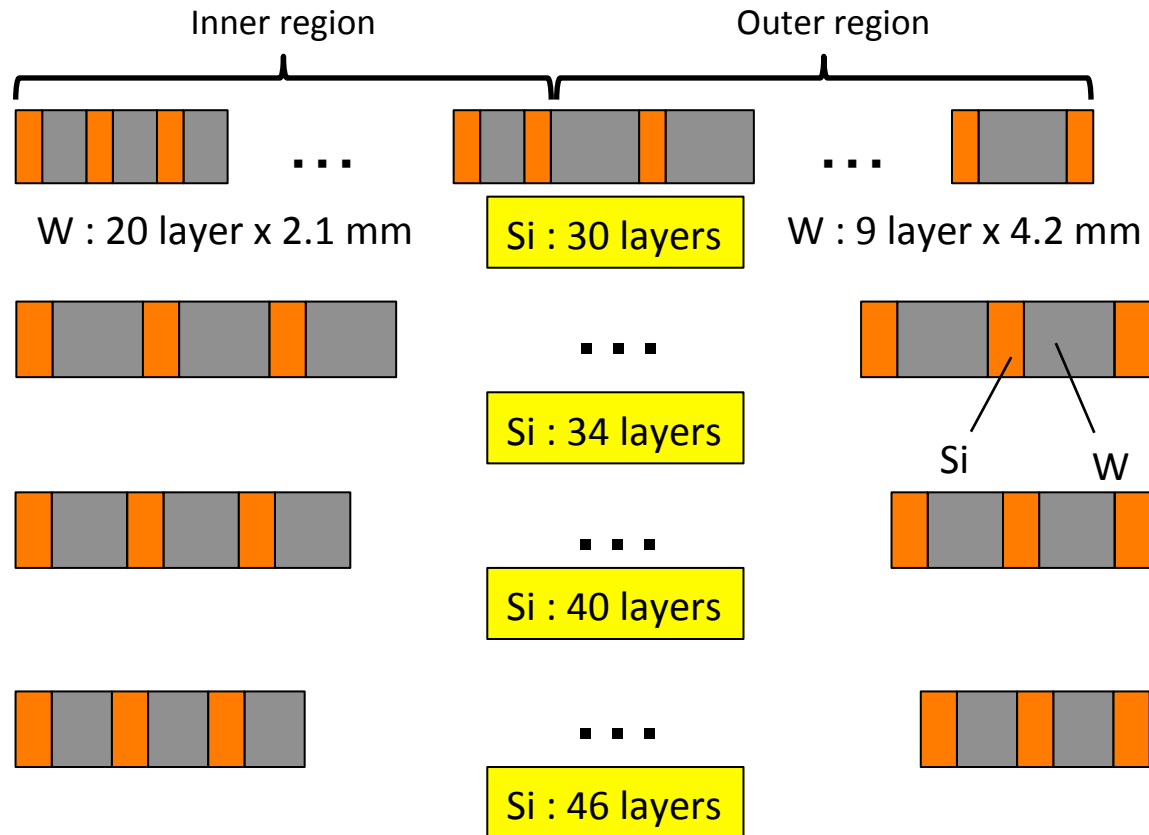 Inner region
Outer region
...
...
W : 20 layer x 2.1 mm
Si : 30 layers
W : 9 layer x 4.2 mm
...
Si : 34 layers
Si
W
...
Si : 40 layers
...
Si : 46 layers